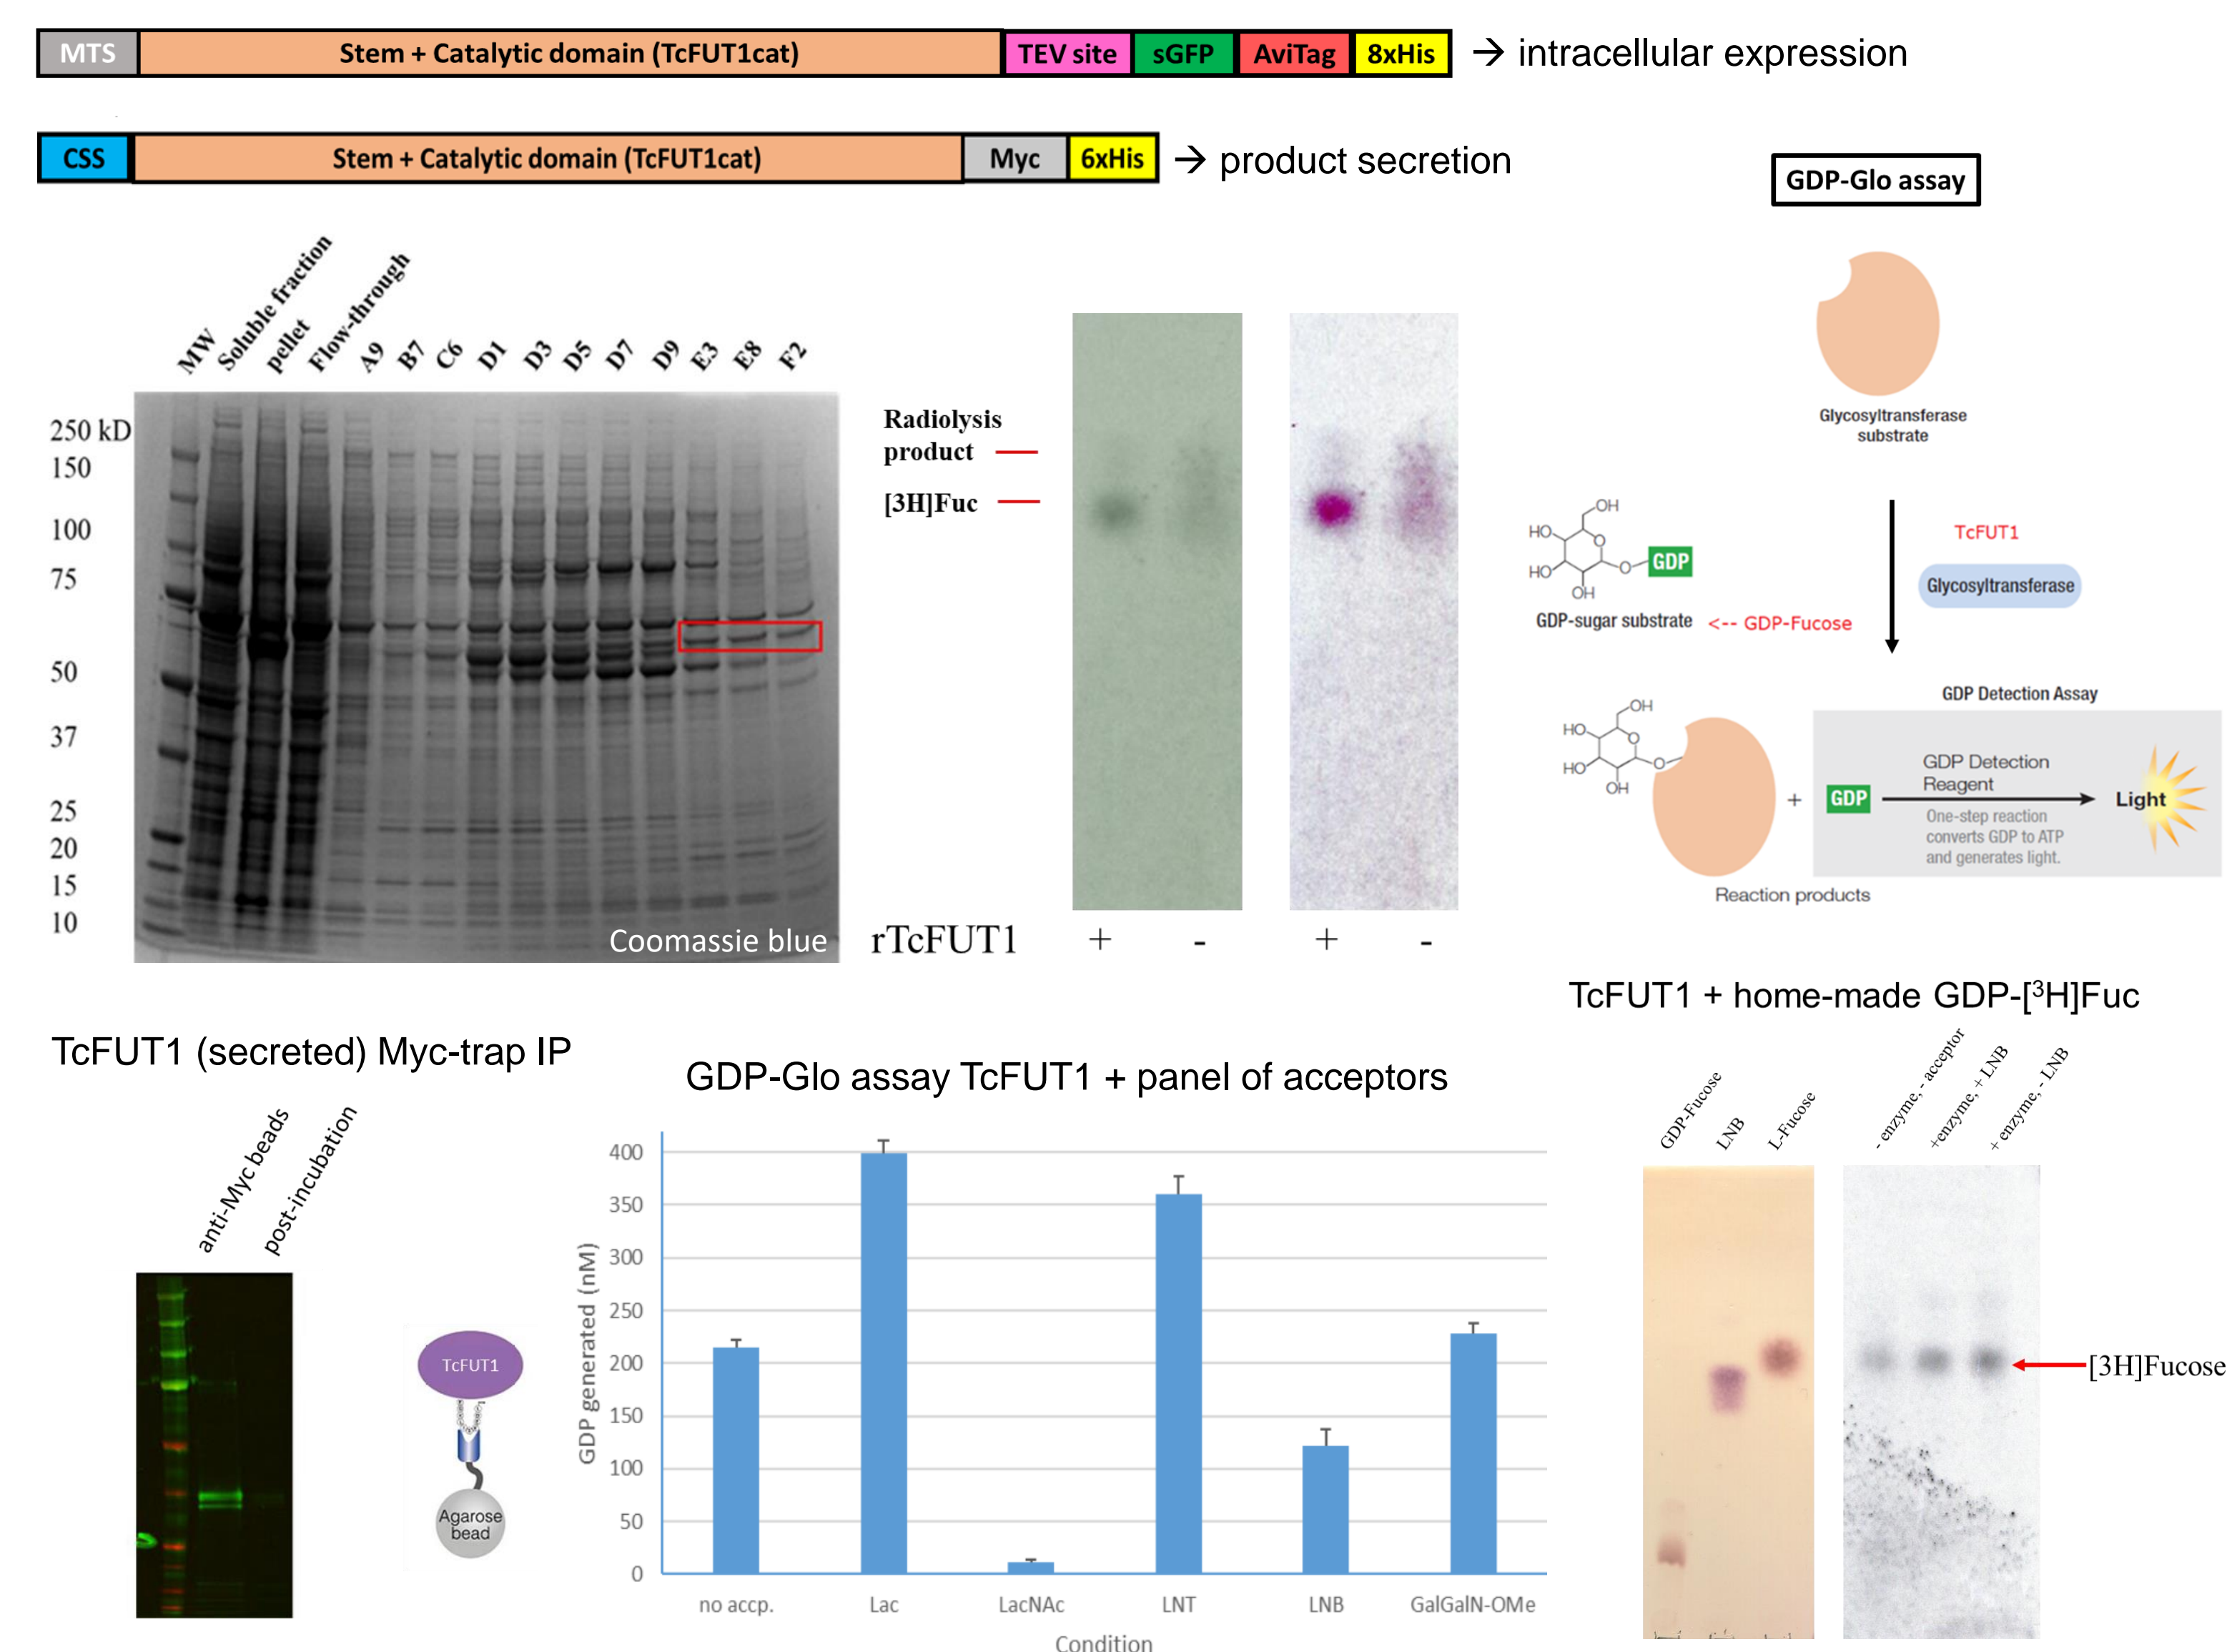 MTS Stem + Catalytic domain (TcFUT1cat) TEV site sGFP AviTag 8xHis → intracellular expression
CSS Stem + Catalytic domain (TcFUT1cat) Myc 6xHis → product secretion
MW Soluble fraction pellet Flow-through A9 B7 C6 D1 D3 D5 D7 D9 E3 E8 F2
250 kD
150
100
75
50
37
25
20
15
10
Coomassie blue
Radiolysis
product
[3H]Fuc
rTcFUT1 + - + -
GDP-Glo assay
Glycosyltransferase
substrate
TcFUT1
Glycosyltransferase
OH
HO
O
HO
O
GDP
OH
GDP-sugar substrate <-- GDP-Fucose
GDP Detection Assay
OH
HO
O
HO
O
OH
+
GDP
GDP Detection
Reagent
One-step reaction
converts GDP to ATP
and generates light.
Light
Reaction products
TcFUT1 (secreted) Myc-trap IP
anti-Myc beads
post-incubation
TcFUT1
Agarose
bead
GDP-Glo assay TcFUT1 + panel of acceptors
GDP generated (nM)
400
350
300
250
200
150
100
50
0
no accp. Lac LacNAc LNT LNB GalGalN-OMe
Condition
TcFUT1 + home-made GDP-[³H]Fuc
GDP-Fucose
LNB
L-Fucose
- enzyme, - acceptor
+enzyme, + LNB
+ enzyme, - LNB
[3H]Fucose